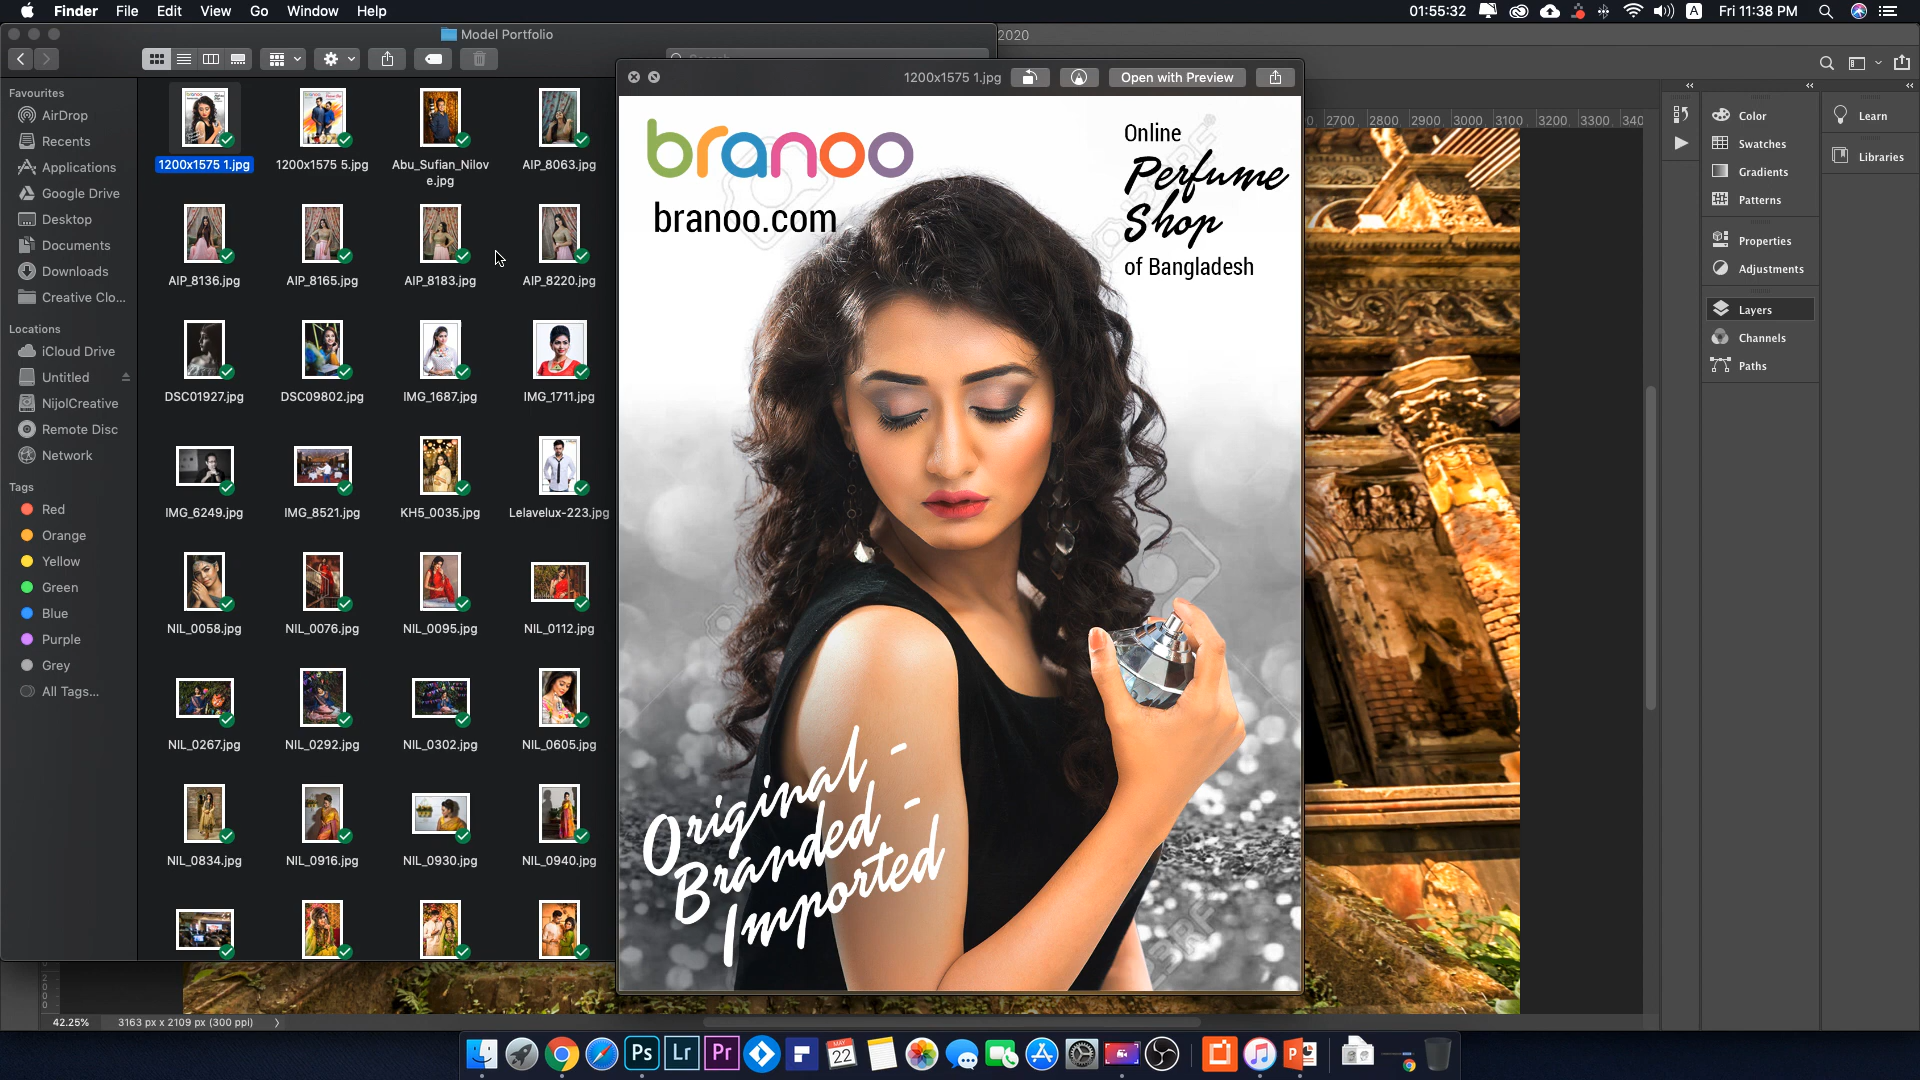 Finder File Edit View Go Window Help
01:55:32 A Fri 11:38 PM
Model Portfolio
2020
Search
Favourites
AirDrop
Recents
Applications
Google Drive
Desktop
Documents
Downloads
Creative Clo...
Locations
iCloud Drive
Untitled
NijolCreative
Remote Disc
Network
Tags
Red
Orange
Yellow
Green
Blue
Purple
Grey
All Tags...
1200x1575 1.jpg
1200x1575 5.jpg
Abu_Sufian_Nilov
e.jpg
AIP_8063.jpg
AIP_8136.jpg
AIP_8165.jpg
AIP_8183.jpg
AIP_8220.jpg
DSC01927.jpg
DSC09802.jpg
IMG_1687.jpg
IMG_1711.jpg
IMG_6249.jpg
IMG_8521.jpg
KH5_0035.jpg
Lelavelux-223.jpg
NIL_0058.jpg
NIL_0076.jpg
NIL_0095.jpg
NIL_0112.jpg
NIL_0267.jpg
NIL_0292.jpg
NIL_0302.jpg
NIL_0605.jpg
NIL_0834.jpg
NIL_0916.jpg
NIL_0930.jpg
NIL_0940.jpg
1200x1575 1.jpg
Open with Preview
branoo
branoo.com
Online
Perfume
Shop
of Bangladesh
Original -
Branded -
Imported
2700 2800 2900 3000 3100 3200 3300 340
Color
Swatches
Gradients
Patterns
Properties
Adjustments
Layers
Channels
Paths
Learn
Libraries
42.25% 3163 px x 2109 px (300 ppi)
Ps Lr Pr
MAY
22